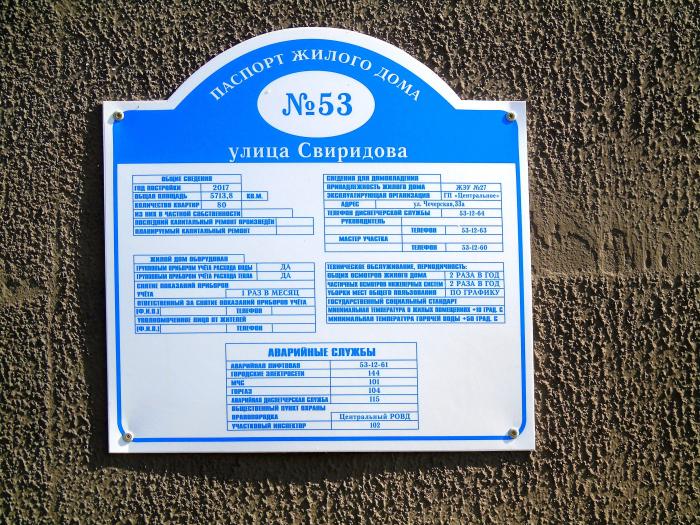 ПАСПОРТ ЖИЛОГО ДОМА
№53
улица Свиридова
ОБЩИЕ СВЕДЕНИЯ
ГОД ПОСТРОЙКИ 2017
ОБЩАЯ ПЛОЩАДЬ 5713,8 КВ.М.
КОЛИЧЕСТВО КВАРТИР 80
ИЗ НИХ В ЧАСТНОЙ СОБСТВЕННОСТИ
ПОСЛЕДНИЙ КАПИТАЛЬНЫЙ РЕМОНТ ПРОИЗВЕДЁН
ПЛАНИРУЕМЫЙ КАПИТАЛЬНЫЙ РЕМОНТ
СВЕДЕНИЯ ДЛЯ ДОМОВЛАДЕНИЯ
ПРИНАДЛЕЖНОСТЬ ЖИЛОГО ДОМА ЖЭУ №27
ЭКСПЛУАТИРУЮЩАЯ ОРГАНИЗАЦИЯ ГП «Центральное»
АДРЕС ул. Чечерская,33а
ТЕЛЕФОН ДИСПЕТЧЕРСКОЙ СЛУЖБЫ 53-12-64
РУКОВОДИТЕЛЬ
ТЕЛЕФОН 53-12-63
МАСТЕР УЧАСТКА
ТЕЛЕФОН 53-12-60
ЖИЛОЙ ДОМ ОБОРУДОВАН
ГРУППОВЫМ ПРИБОРОМ УЧЁТА РАСХОДА ВОДЫ ДА
ГРУППОВЫМ ПРИБОРОМ УЧЁТА РАСХОДА ТЕПЛА ДА
СНЯТИЕ ПОКАЗАНИЙ ПРИБОРОВ
УЧЁТА 1 РАЗ В МЕСЯЦ
ОТВЕТСТВЕННЫЙ ЗА СНЯТИЕ ПОКАЗАНИЙ ПРИБОРОВ УЧЁТА
(Ф.И.О.) ТЕЛЕФОН
УПОЛНОМОЧЕННОЕ ЛИЦО ОТ ЖИТЕЛЕЙ
(Ф.И.О.) ТЕЛЕФОН
ТЕХНИЧЕСКОЕ ОБСЛУЖИВАНИЕ, ПЕРИОДИЧНОСТЬ:
ОБЩИХ ОСМОТРОВ ЖИЛОГО ДОМА 2 РАЗА В ГОД
ЧАСТИЧНЫХ ОСМОТРОВ ИНЖЕНЕРНЫХ СИСТЕМ 2 РАЗА В ГОД
УБОРКИ МЕСТ ОБЩЕГО ПОЛЬЗОВАНИЯ ПО ГРАФИКУ
ГОСУДАРСТВЕННЫЙ СОЦИАЛЬНЫЙ СТАНДАРТ
МИНИМАЛЬНАЯ ТЕМПЕРАТУРА В ЖИЛЫХ ПОМЕЩЕНИЯХ +18 ГРАД. С
МИНИМАЛЬНАЯ ТЕМПЕРАТУРА ГОРЯЧЕЙ ВОДЫ +50 ГРАД. С
АВАРИЙНЫЕ СЛУЖБЫ
АВАРИЙНАЯ ЛИФТОВАЯ 53-12-61
ГОРОДСКИЕ ЭЛЕКТРОСЕТИ 144
МЧС 101
ГОРГАЗ 104
АВАРИЙНАЯ ДИСПЕТЧЕРСКАЯ СЛУЖБА 115
ОБЩЕСТВЕННЫЙ ПУНКТ ОХРАНЫ
ПРАВОПОРЯДКА Центральный РОВД
УЧАСТКОВЫЙ ИНСПЕКТОР 102